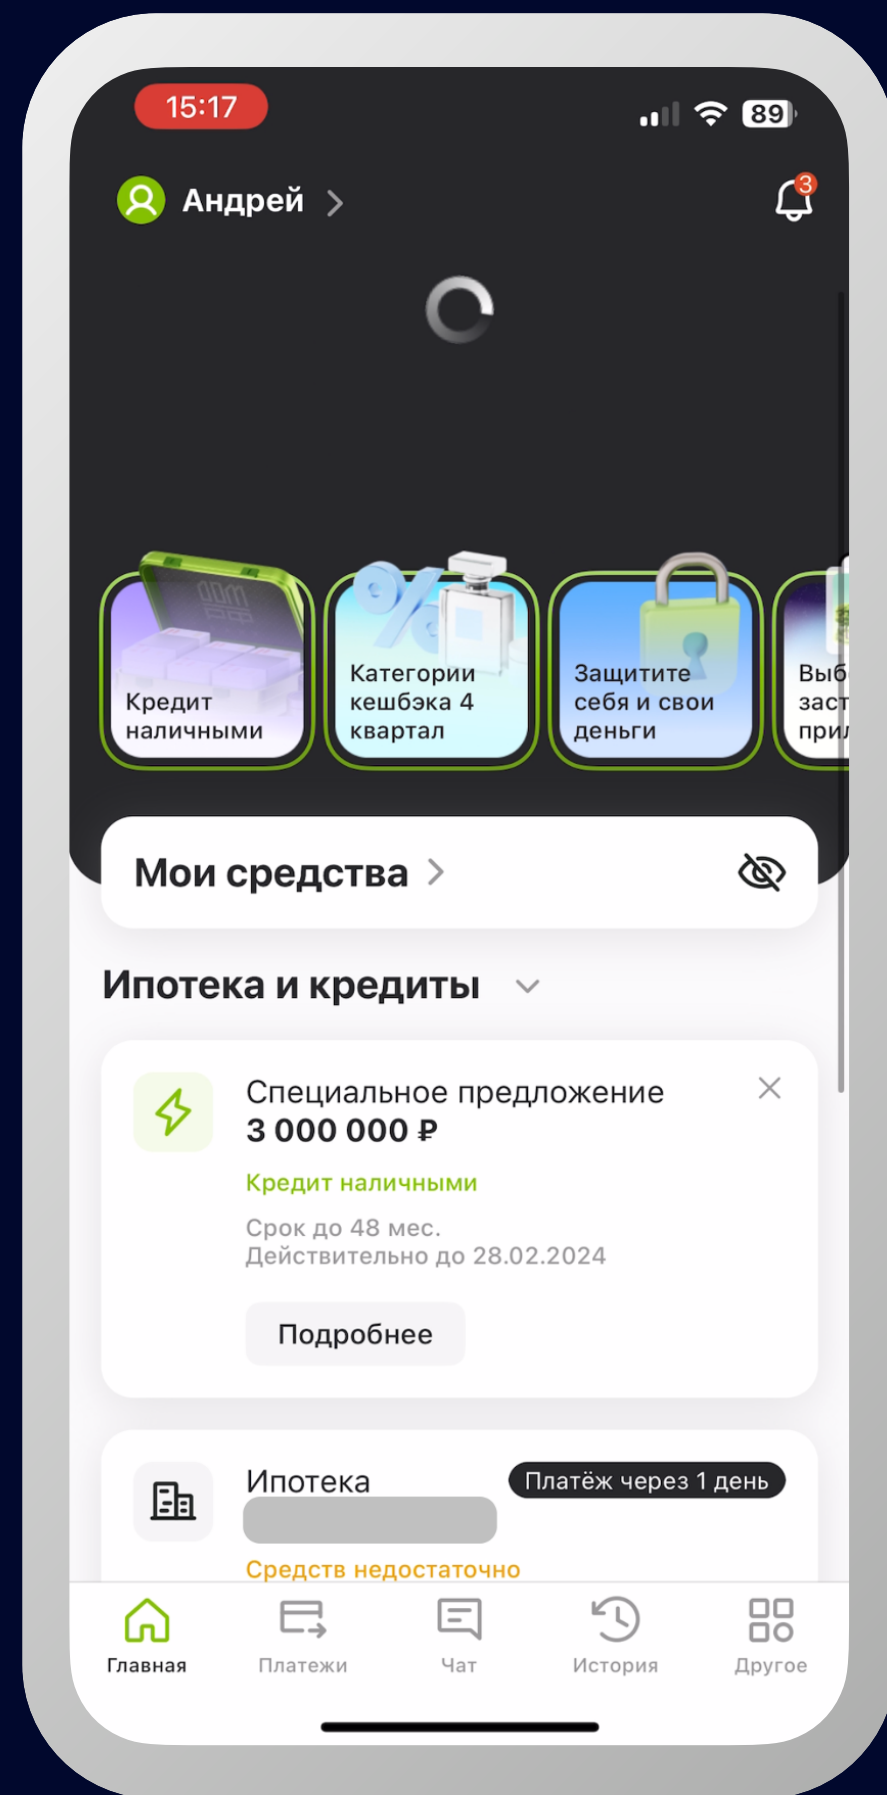 15:17
89
Андрей
3
Кредит
наличными
Категории
кешбэка 4
квартал
Защитите
себя и свои
деньги
Мои средства
Ипотека и кредиты
Специальное предложение
3 000 000 ₽
Кредит наличными
Срок до 48 мес.
Действительно до 28.02.2024
Подробнее
Ипотека
Платёж через 1 день
Средств недостаточно
Главная
Платежи
Чат
История
Другое